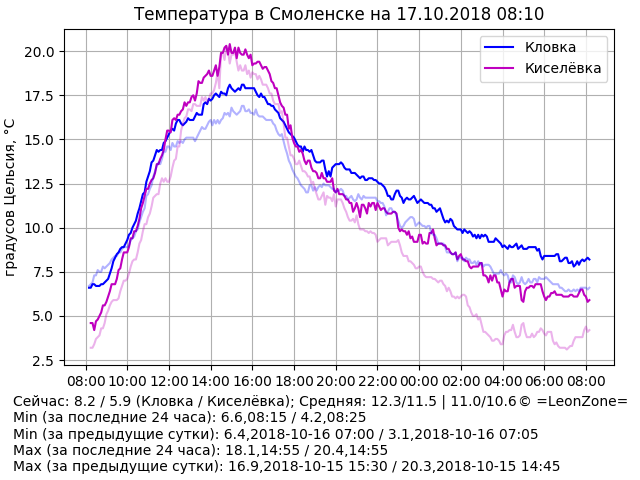 Температура в Смоленске на 17.10.2018 08:10
Кловка
Киселёвка
градусов Цельсия, °C
20.0
17.5
15.0
12.5
10.0
7.5
5.0
2.5
08:00 10:00 12:00 14:00 16:00 18:00 20:00 22:00 00:00 02:00 04:00 06:00 08:00
Сейчас: 8.2 / 5.9 (Кловка / Киселёвка); Средняя: 12.3/11.5 | 11.0/10.6© =LeonZone=
Min (за последние 24 часа): 6.6,08:15 / 4.2,08:25
Min (за предыдущие сутки): 6.4,2018-10-16 07:00 / 3.1,2018-10-16 07:05
Max (за последние 24 часа): 18.1,14:55 / 20.4,14:55
Max (за предыдущие сутки): 16.9,2018-10-15 15:30 / 20.3,2018-10-15 14:45